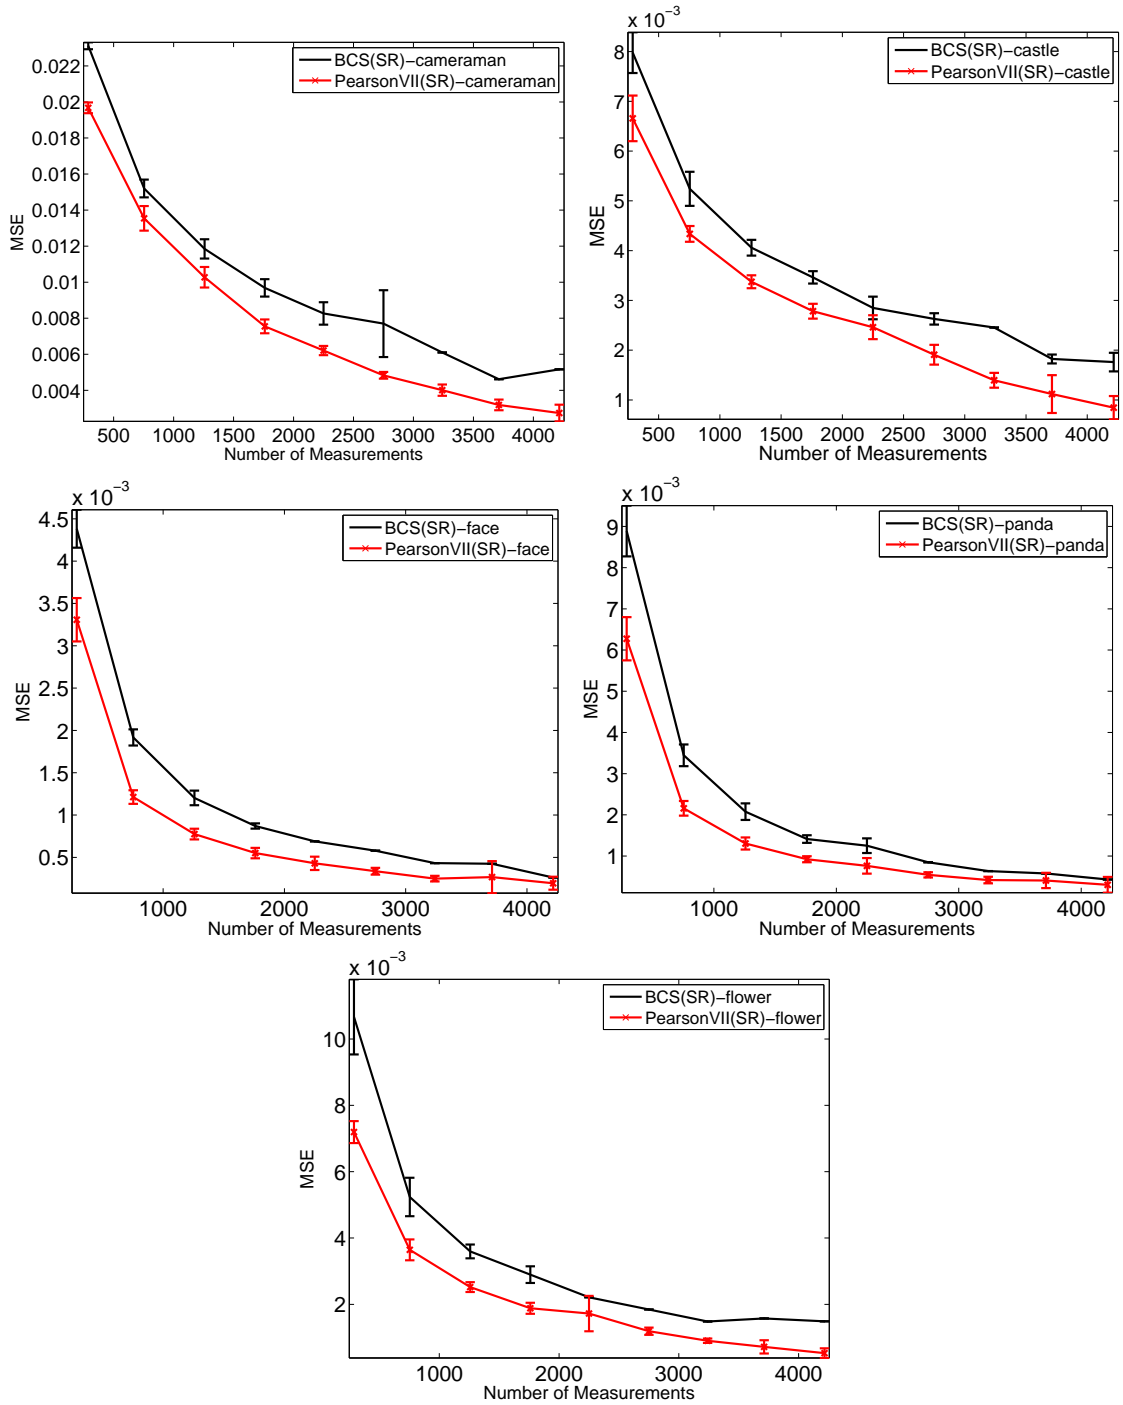 BCS(SR)−cameraman
PearsonVII(SR)−cameraman
0.022
0.02
0.018
0.016
0.014
0.012
0.01
0.008
0.006
0.004
MSE
500 1000 1500 2000 2500 3000 3500 4000
Number of Measurements
x 10−3
BCS(SR)−castle
PearsonVII(SR)−castle
8
7
6
5
4
3
2
1
MSE
500 1000 1500 2000 2500 3000 3500 4000
Number of Measurements
x 10−3
BCS(SR)−face
PearsonVII(SR)−face
4.5
4
3.5
3
2.5
2
1.5
1
0.5
MSE
1000 2000 3000 4000
Number of Measurements
x 10−3
BCS(SR)−panda
PearsonVII(SR)−panda
9
8
7
6
5
4
3
2
1
MSE
1000 2000 3000 4000
Number of Measurements
x 10−3
BCS(SR)−flower
PearsonVII(SR)−flower
10
8
6
4
2
MSE
1000 2000 3000 4000
Number of Measurements